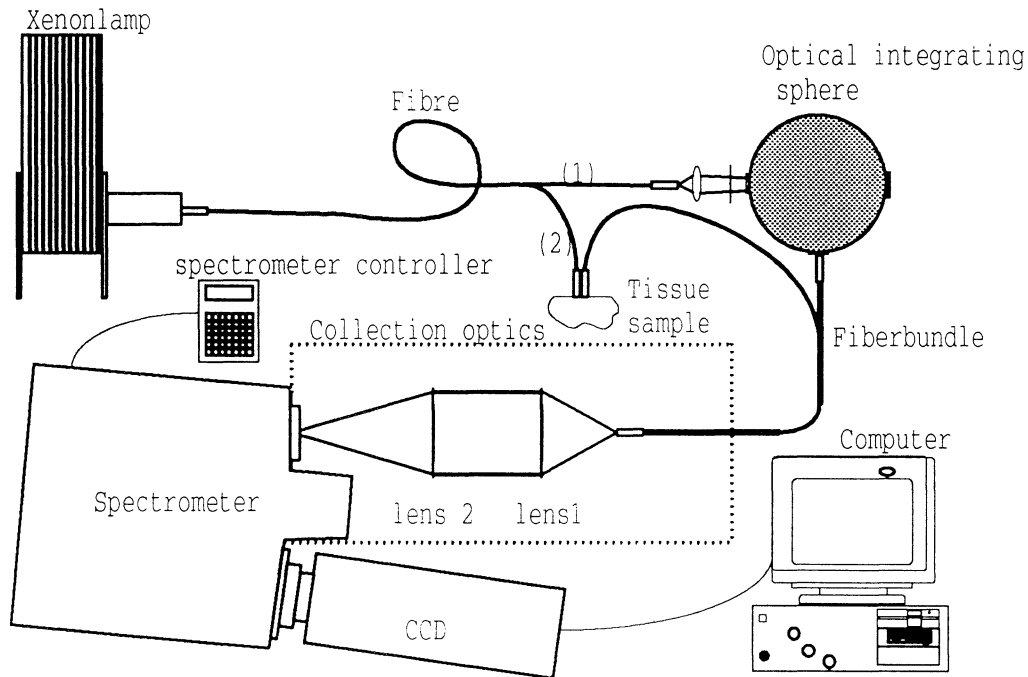 Xenonlamp
Optical integrating
sphere
Fibre
(1)
(2)
spectrometer controller
Tissue
sample
Collection optics
Fiberbundle
Computer
Spectrometer
lens 2
lens1
CCD